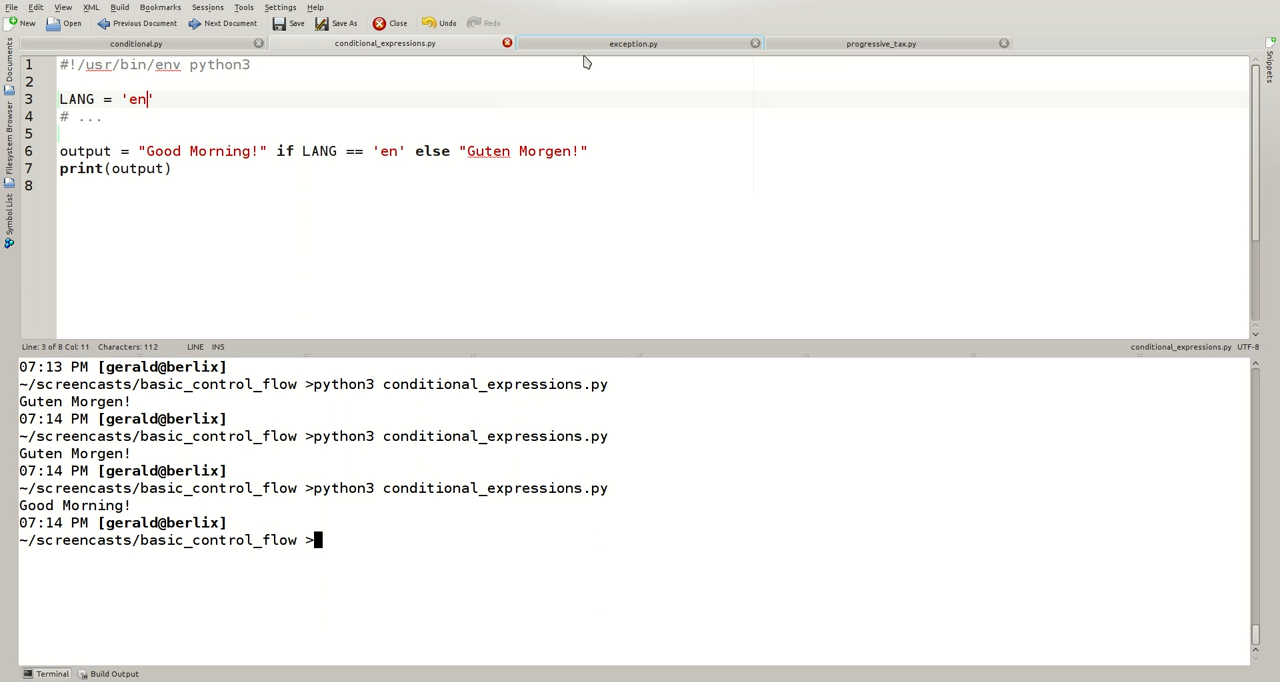 File Edit View XML Build Bookmarks Sessions Tools Settings Help
New Open Previous Document Next Document Save Save As Close Undo Redo
conditional.py conditional_expressions.py exception.py progressive_tax.py
Documents
Filesystem Browser
Symbol List
Snippets
1 #!/usr/bin/env python3
2
3 LANG = 'en'
4 # ...
5
6 output = "Good Morning!" if LANG == 'en' else "Guten Morgen!"
7 print(output)
8
Line: 3 of 8 Col: 11 Characters: 112 LINE INS conditional_expressions.py UTF-8
07:13 PM [gerald@berlix]
~/screencasts/basic_control_flow >python3 conditional_expressions.py
Guten Morgen!
07:14 PM [gerald@berlix]
~/screencasts/basic_control_flow >python3 conditional_expressions.py
Guten Morgen!
07:14 PM [gerald@berlix]
~/screencasts/basic_control_flow >python3 conditional_expressions.py
Good Morning!
07:14 PM [gerald@berlix]
~/screencasts/basic_control_flow >
Terminal Build Output